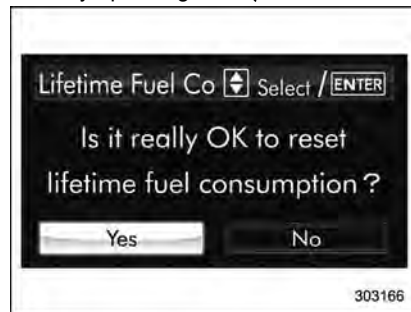 Lifetime Fuel Co Select / ENTER
Is it really OK to reset
lifetime fuel consumption ?
Yes No
303166